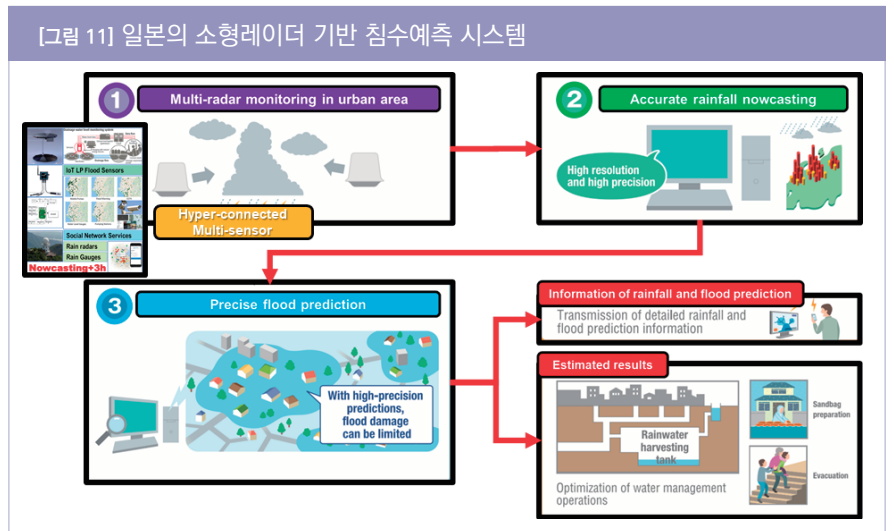 [그림 11] 일본의 소형레이더 기반 침수예측 시스템
1
Multi-radar monitoring in urban area
2
Accurate rainfall nowcasting
High resolution
and high precision
IoT LP Flood Sensors
Social Network Services
Rain radars
Rain Gauges
Nowcasting+3h
Hyper-connected
Multi-sensor
3
Precise flood prediction
With high-precision
predictions,
flood damage
can be limited
Information of rainfall and flood prediction
Transmission of detailed rainfall and
flood prediction information
Estimated results
Rainwater
harvesting
tank
Optimization of water management
operations
Sandbag
preparation
Evacuation